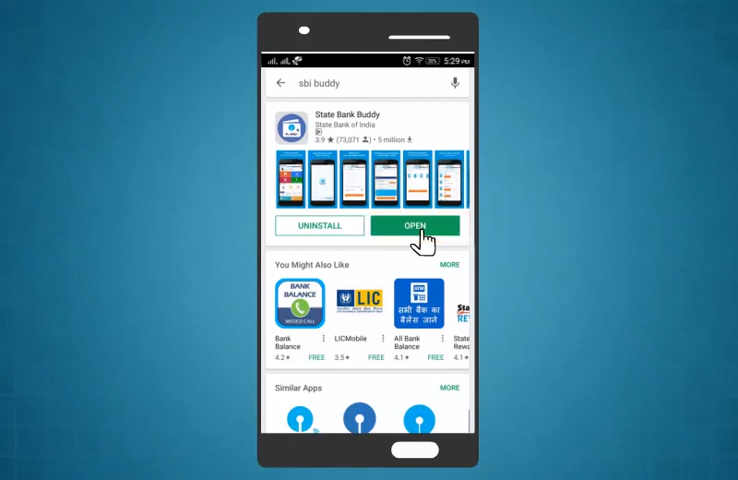 5:29 PM
sbi buddy
State Bank Buddy
State Bank of India
3.9 ★ (73,071) • 5 million
UNINSTALL
OPEN
You Might Also Like
MORE
BANK
BALANCE
MISSED CALL
LIC
ATM
सभी बैंक का
बैलेंस जाने
Bank
Balance
LICMobile
All Bank
Balance
State
Rewa
4.2 ★ FREE
3.5 ★ FREE
4.1 ★ FREE
4.1 ★
Similar Apps
MORE